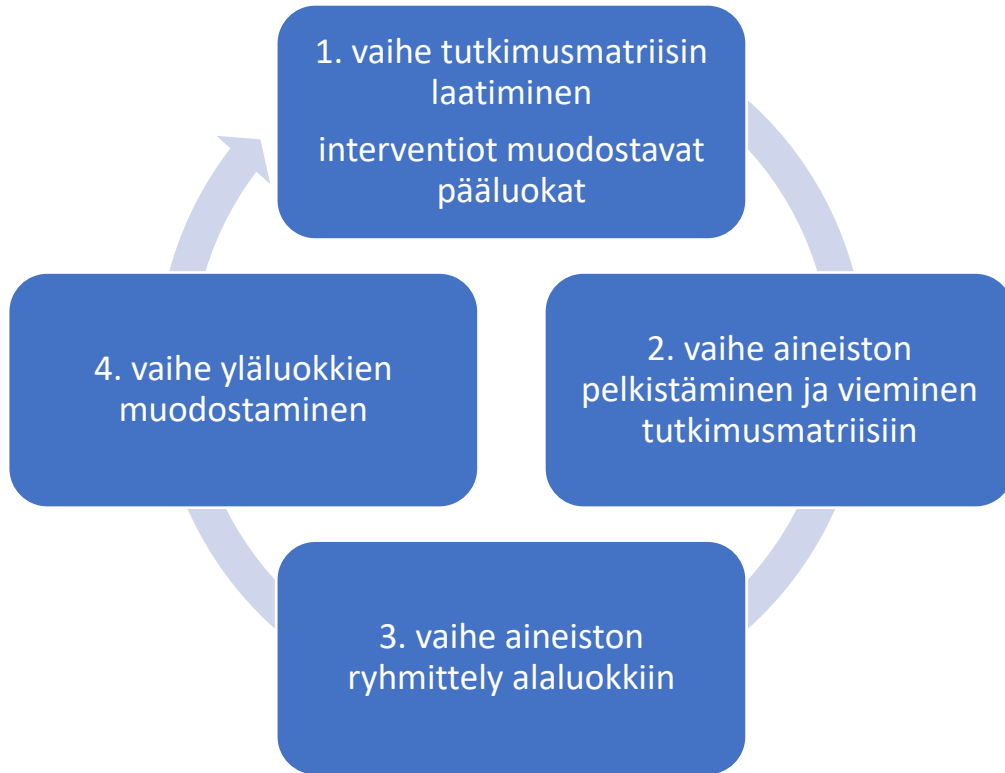 1. vaihe tutkimusmatriisin
laatiminen
interventiot muodostavat
pääluokat
2. vaihe aineiston
pelkistäminen ja vieminen
tutkimusmatriisiin
3. vaihe aineiston
ryhmittely alaluokkiin
4. vaihe yläluokkien
muodostaminen